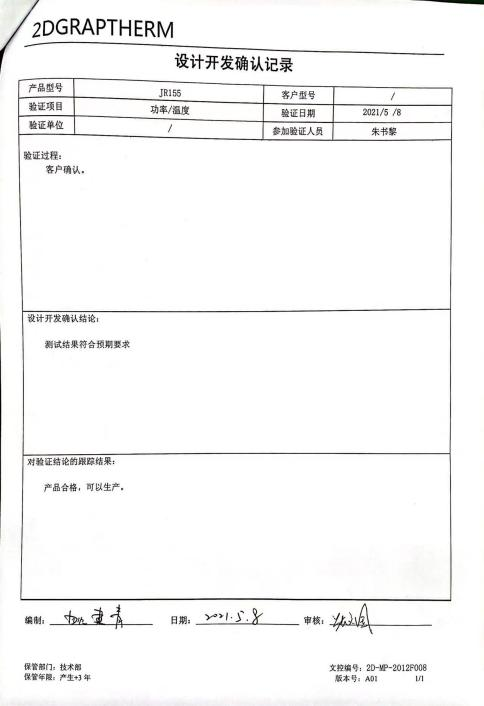 2DGRAPTHERM
设计开发确认记录
产品型号 JR155 客户型号 /
验证项目 功率/温度 验证日期 2021/5 /8
验证单位 / 参加验证人员 朱书黎
验证过程:
客户确认。
设计开发确认结论:
测试结果符合预期要求
对验证结论的跟踪结果:
产品合格，可以生产。
编制: 日期: 2021.5.8 审核:
保管部门: 技术部 文控编号: 2D-MP-2012F008
保管年限: 产生+3 年 版本号: A01 1/1